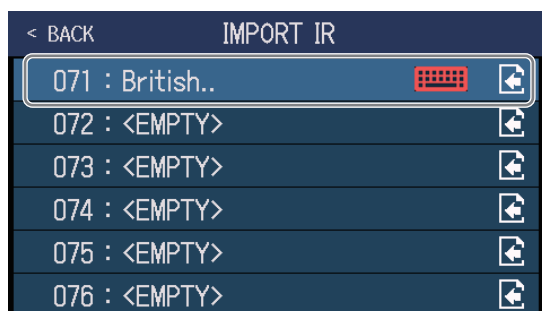 < BACK IMPORT IR
071 : British..
072 : <EMPTY>
073 : <EMPTY>
074 : <EMPTY>
075 : <EMPTY>
076 : <EMPTY>